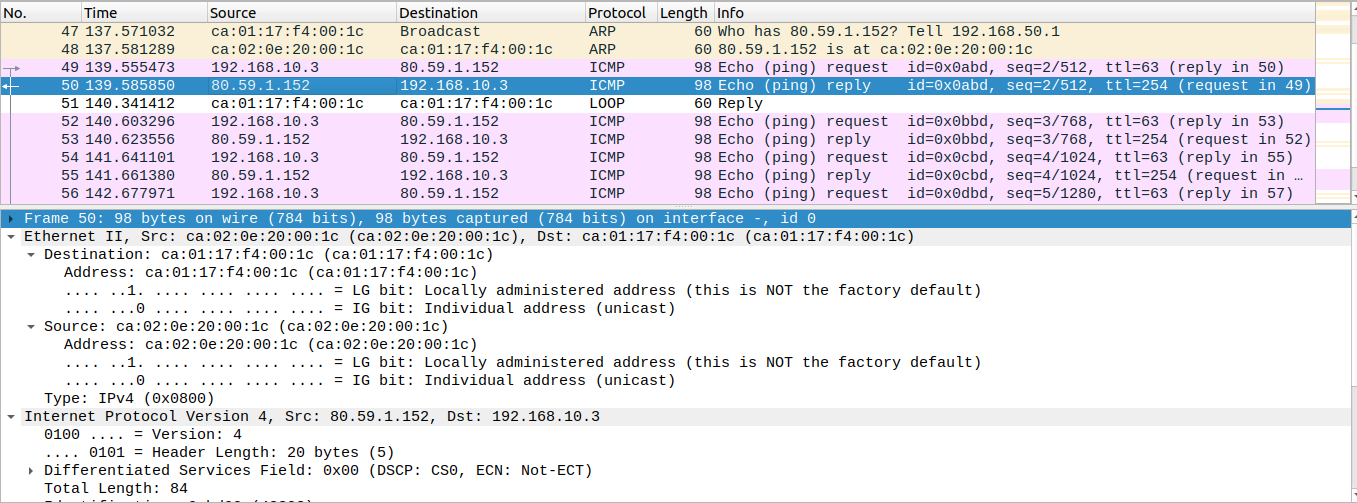 No. Time Source Destination Protocol Length Info
47 137.571032 ca:01:17:f4:00:1c Broadcast ARP 60 Who has 80.59.1.152? Tell 192.168.50.1
48 137.581289 ca:02:0e:20:00:1c ca:01:17:f4:00:1c ARP 60 80.59.1.152 is at ca:02:0e:20:00:1c
49 139.555473 192.168.10.3 80.59.1.152 ICMP 98 Echo (ping) request id=0x0abd, seq=2/512, ttl=63 (reply in 50)
50 139.585850 80.59.1.152 192.168.10.3 ICMP 98 Echo (ping) reply id=0x0abd, seq=2/512, ttl=254 (request in 49)
51 140.341412 ca:01:17:f4:00:1c ca:01:17:f4:00:1c LOOP 60 Reply
52 140.603296 192.168.10.3 80.59.1.152 ICMP 98 Echo (ping) request id=0x0bbd, seq=3/768, ttl=63 (reply in 53)
53 140.623556 80.59.1.152 192.168.10.3 ICMP 98 Echo (ping) reply id=0x0bbd, seq=3/768, ttl=254 (request in 52)
54 141.641101 192.168.10.3 80.59.1.152 ICMP 98 Echo (ping) request id=0x0cbd, seq=4/1024, ttl=63 (reply in 55)
55 141.661380 80.59.1.152 192.168.10.3 ICMP 98 Echo (ping) reply id=0x0cbd, seq=4/1024, ttl=254 (request in …
56 142.677971 192.168.10.3 80.59.1.152 ICMP 98 Echo (ping) request id=0x0dbd, seq=5/1280, ttl=63 (reply in 57)
Frame 50: 98 bytes on wire (784 bits), 98 bytes captured (784 bits) on interface -, id 0
Ethernet II, Src: ca:02:0e:20:00:1c (ca:02:0e:20:00:1c), Dst: ca:01:17:f4:00:1c (ca:01:17:f4:00:1c)
Destination: ca:01:17:f4:00:1c (ca:01:17:f4:00:1c)
Address: ca:01:17:f4:00:1c (ca:01:17:f4:00:1c)
.... ..1. .... .... .... .... = LG bit: Locally administered address (this is NOT the factory default)
.... ...0 .... .... .... .... = IG bit: Individual address (unicast)
Source: ca:02:0e:20:00:1c (ca:02:0e:20:00:1c)
Address: ca:02:0e:20:00:1c (ca:02:0e:20:00:1c)
.... ..1. .... .... .... .... = LG bit: Locally administered address (this is NOT the factory default)
.... ...0 .... .... .... .... = IG bit: Individual address (unicast)
Type: IPv4 (0x0800)
Internet Protocol Version 4, Src: 80.59.1.152, Dst: 192.168.10.3
0100 .... = Version: 4
.... 0101 = Header Length: 20 bytes (5)
Differentiated Services Field: 0x00 (DSCP: CS0, ECN: Not-ECT)
Total Length: 84